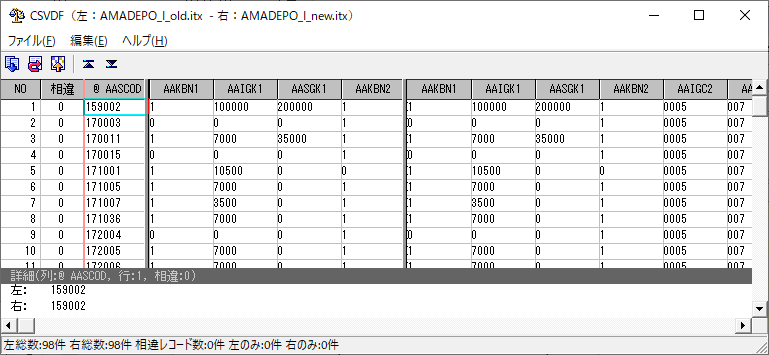 CSVDF（左：AMADEPO_I_old.itx － 右：AMADEPO_I_new.itx）
ファイル(F) 編集(E) ヘルプ(H)
NO 相違 @ AASCOD AAKBN1 AAIGK1 AASGK1 AAKBN2 AAKBN1 AAIGK1 AASGK1 AAKBN2 AAIGC2
1 0 159002 1 100000 200000 1 1 100000 200000 1 0005 007
2 0 170003 0 0 0 1 0 0 0 1 0005 007
3 0 170011 1 7000 35000 1 1 7000 35000 1 0005 007
4 0 170015 0 0 0 1 0 0 0 1 0005 007
5 0 171001 1 10500 0 0 1 10500 0 0 0005 007
6 0 171005 1 7000 0 1 1 7000 0 1 0005 007
7 0 171007 1 3500 0 1 1 3500 0 1 0005 007
8 0 171036 1 7000 0 1 1 7000 0 1 0005 007
9 0 172004 0 0 0 1 0 0 0 1 0005 007
10 0 172005 1 7000 0 1 1 7000 0 1 0005 007
11 0 172006 1 7000 0 1 1 7000 0 1 0005 007
詳細(列:@ AASCOD, 行:1, 相違:0)
左: 159002
右: 159002
左総数:98件 右総数:98件 相違レコード数:0件 左のみ:0件 右のみ:0件